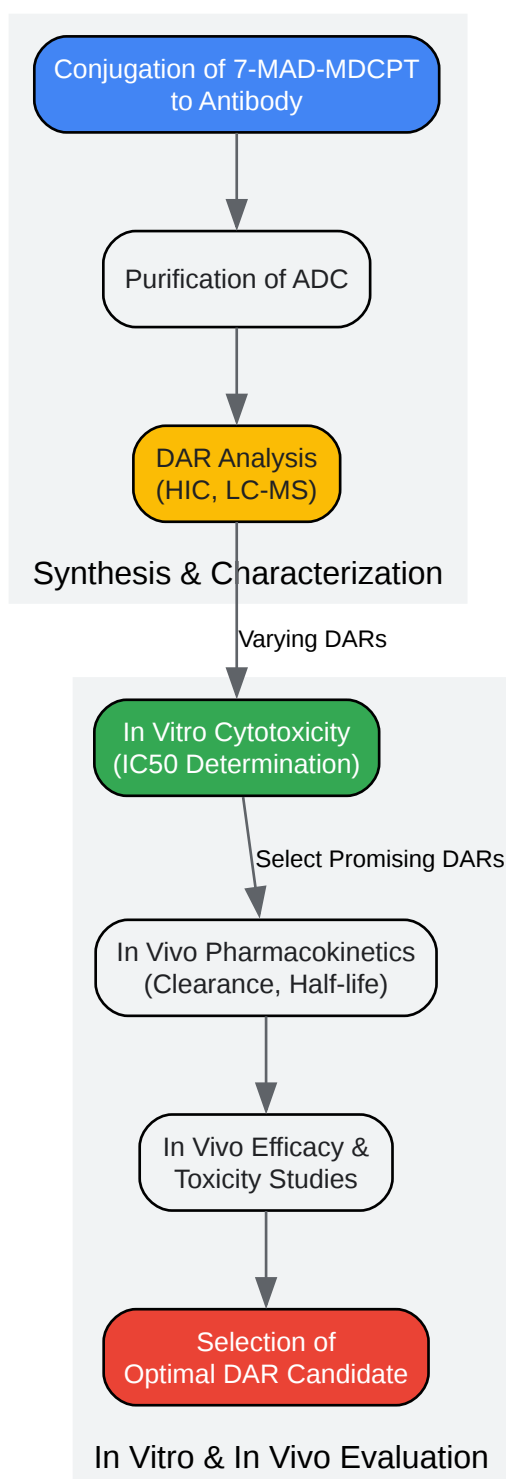 Conjugation of 7-MAD-MDCPT
to Antibody
Purification of ADC
DAR Analysis
(HIC, LC-MS)
Synthesis & Characterization
Varying DARs
In Vitro Cytotoxicity
(IC50 Determination)
Select Promising DARs
In Vivo Pharmacokinetics
(Clearance, Half-life)
In Vivo Efficacy &
Toxicity Studies
Selection of
Optimal DAR Candidate
In Vitro & In Vivo Evaluation